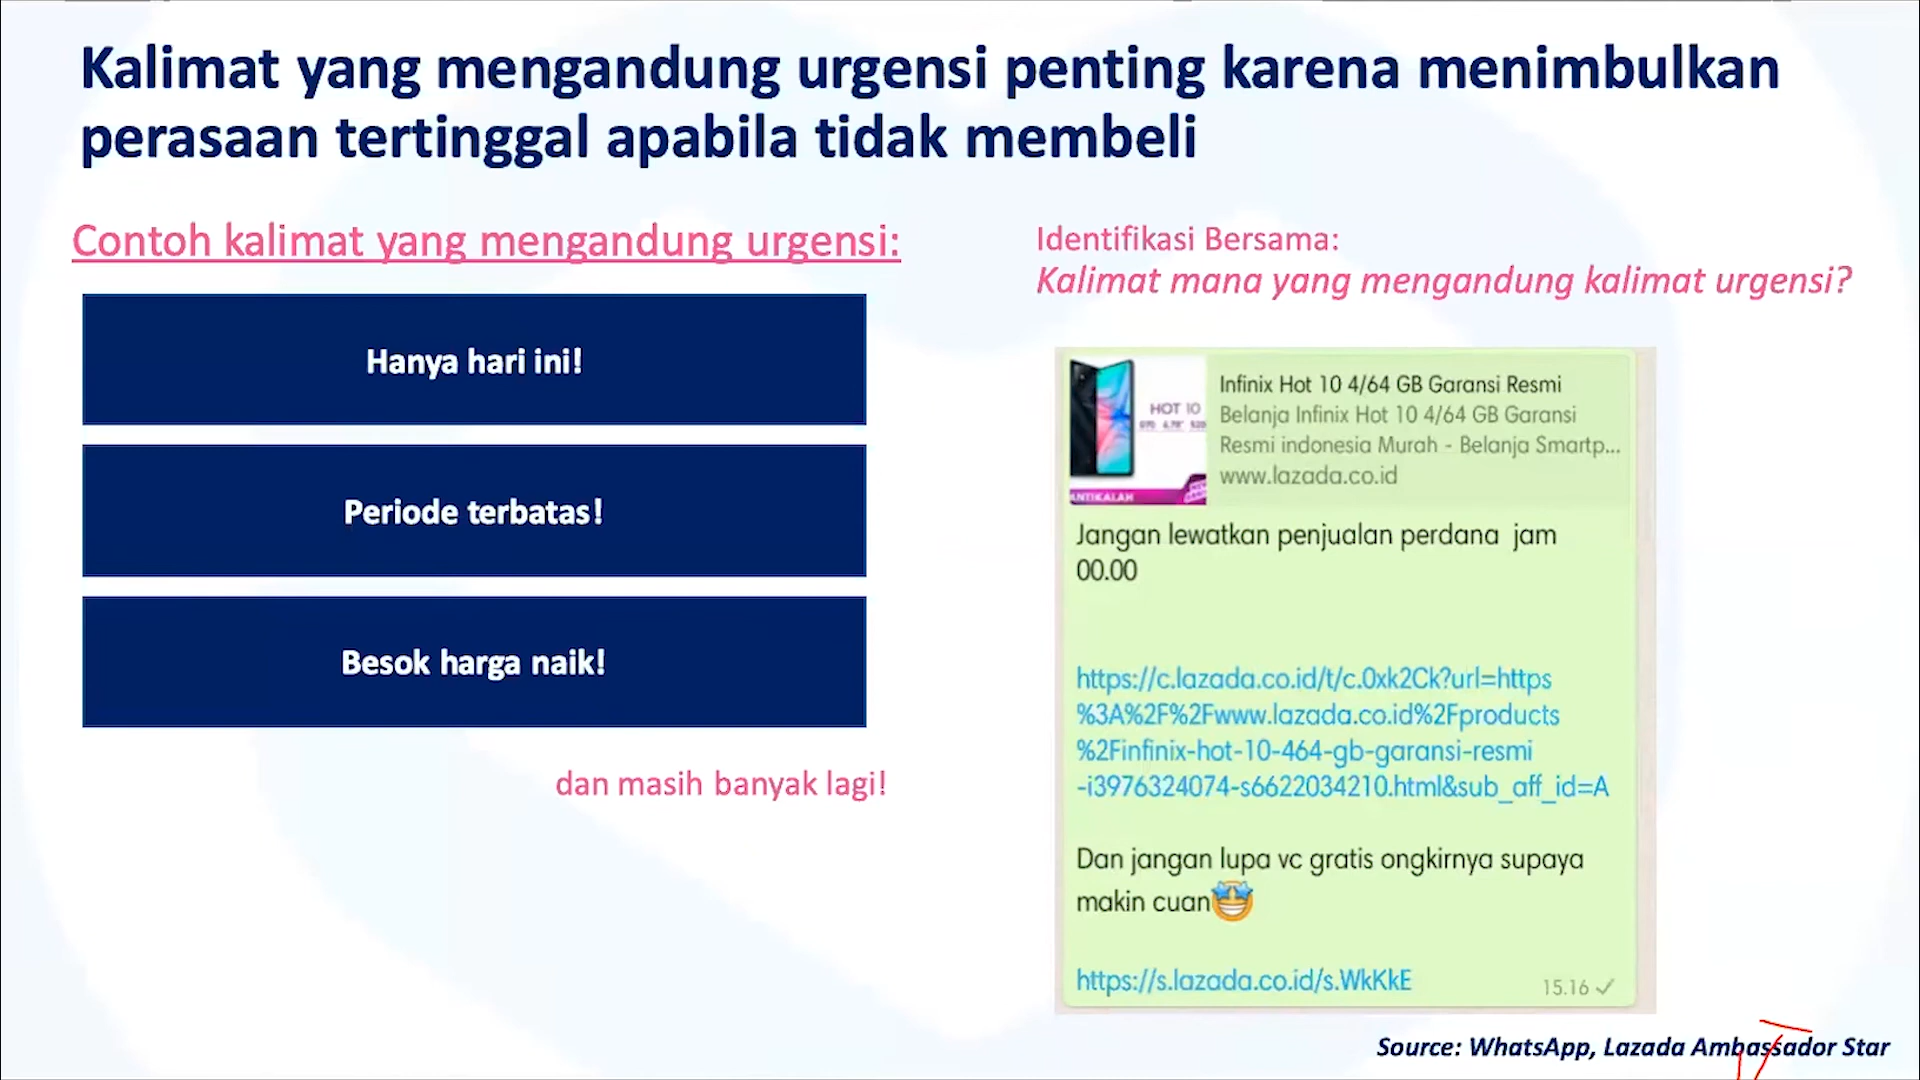 Kalimat yang mengandung urgensi penting karena menimbulkan
perasaan tertinggal apabila tidak membeli
Contoh kalimat yang mengandung urgensi:
Hanya hari ini!
Periode terbatas!
Besok harga naik!
dan masih banyak lagi!
Identifikasi Bersama:
Kalimat mana yang mengandung kalimat urgensi?
HOT 10
ANTIKALAH
Infinix Hot 10 4/64 GB Garansi Resmi
Belanja Infinix Hot 10 4/64 GB Garansi
Resmi indonesia Murah - Belanja Smartp...
www.lazada.co.id
Jangan lewatkan penjualan perdana jam
00.00
https://c.lazada.co.id/t/c.0xk2Ck?url=https
%3A%2F%2Fwww.lazada.co.id%2Fproducts
%2Finfinix-hot-10-464-gb-garansi-resmi
-i3976324074-s6622034210.html&sub_aff_id=A
Dan jangan lupa vc gratis ongkirnya supaya
makin cuan🤩
https://s.lazada.co.id/s.WkKkE
15.16 ✓
Source: WhatsApp, Lazada Ambassador Star